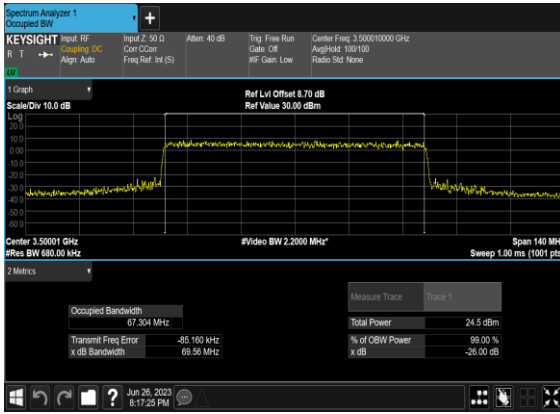 Spectrum Analyzer 1
Occupied BW
+
KEYSIGHT Input: RF Input Z: 50 Ω Atten: 40 dB Trig: Free Run Center Freq: 3.500010000 GHz
R T Coupling: DC Corr CCorr Gate: Off Avg|Hold: 100/100
Align: Auto Freq Ref: Int (S) #IF Gain: Low Radio Std: None
1 Graph
Ref Lvl Offset 8.70 dB
Scale/Div 10.0 dB Ref Value 30.00 dBm
Log
20.0
10.0
0.00
-10.0
-20.0
-30.0
-40.0
-50.0
-60.0
Center 3.50001 GHz #Video BW 2.2000 MHz* Span 140 MH
#Res BW 680.00 kHz Sweep 1.00 ms (1001 pts
2 Metrics
Measure Trace Trace 1
Occupied Bandwidth
67.304 MHz Total Power 24.5 dBm
Transmit Freq Error -85.160 kHz % of OBW Power 99.00 %
x dB Bandwidth 69.56 MHz x dB -26.00 dB
? Jun 26, 2023
8:17:25 PM